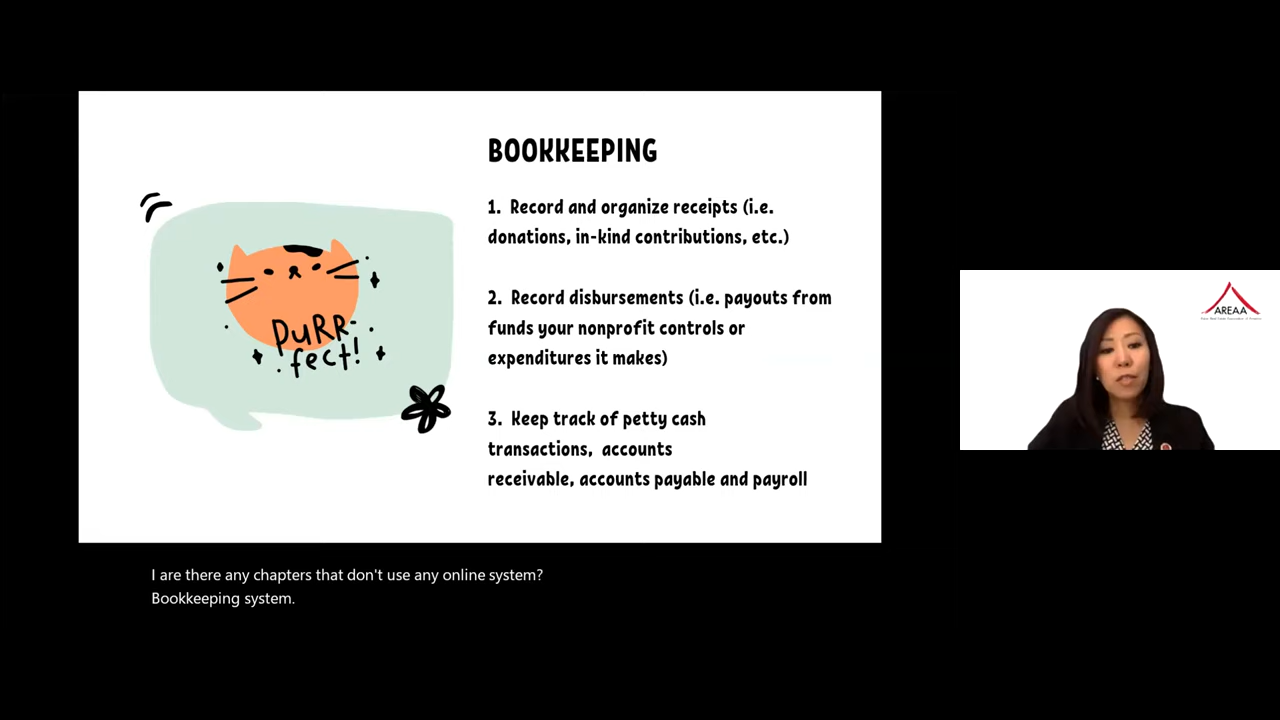 BOOKKEEPING
1. Record and organize receipts (i.e.
donations, in-kind contributions, etc.)
2. Record disbursements (i.e. payouts from
funds your nonprofit controls or
expenditures it makes)
3. Keep track of petty cash
transactions, accounts
receivable, accounts payable and payroll
PURR-
fect!
AREAA
I are there any chapters that don't use any online system?
Bookkeeping system.